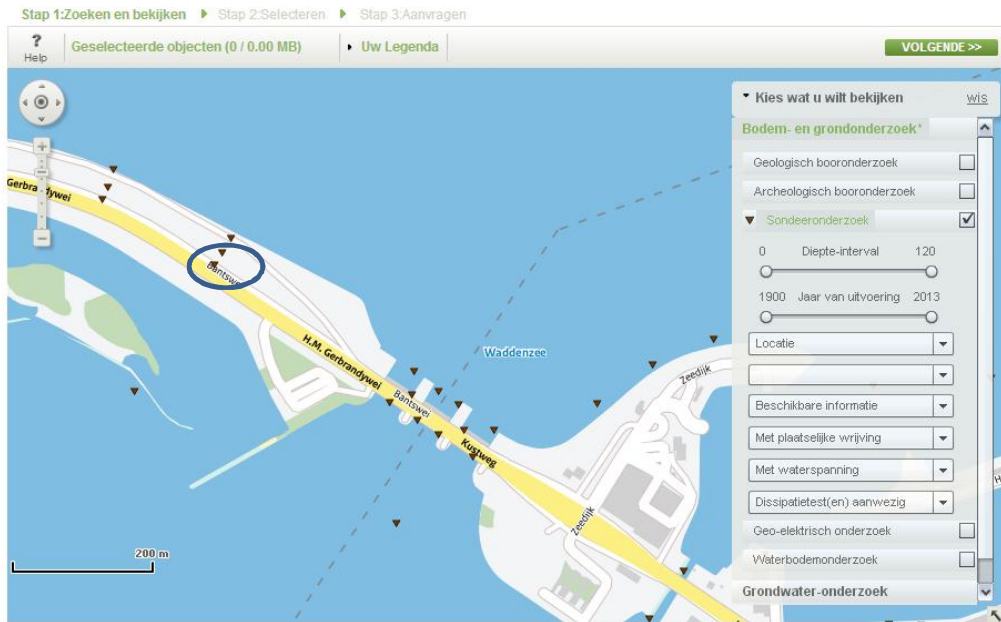 Stap 1:Zoeken en bekijken Stap 2:Selecteren Stap 3:Aanvragen
? Help
Geselecteerde objecten (0 / 0.00 MB)
Uw Legenda
VOLGENDE >>
Kies wat u wilt bekijken wis
Bodem- en grondonderzoek*
Geologisch booronderzoek
Archeologisch booronderzoek
Sondeeronderzoek
0 Diepte-interval 120
1900 Jaar van uitvoering 2013
Locatie
Beschikbare informatie
Met plaatselijke wrijving
Met waterspanning
Dissipatietest(en) aanwezig
Geo-elektrisch onderzoek
Waterbodemonderzoek
Grondwater-onderzoek
Bantswei
H.M. Gerbrandywei
Waddenzee
Bantswei
Kustweg
Zeedijk
Zeedijk
200 m